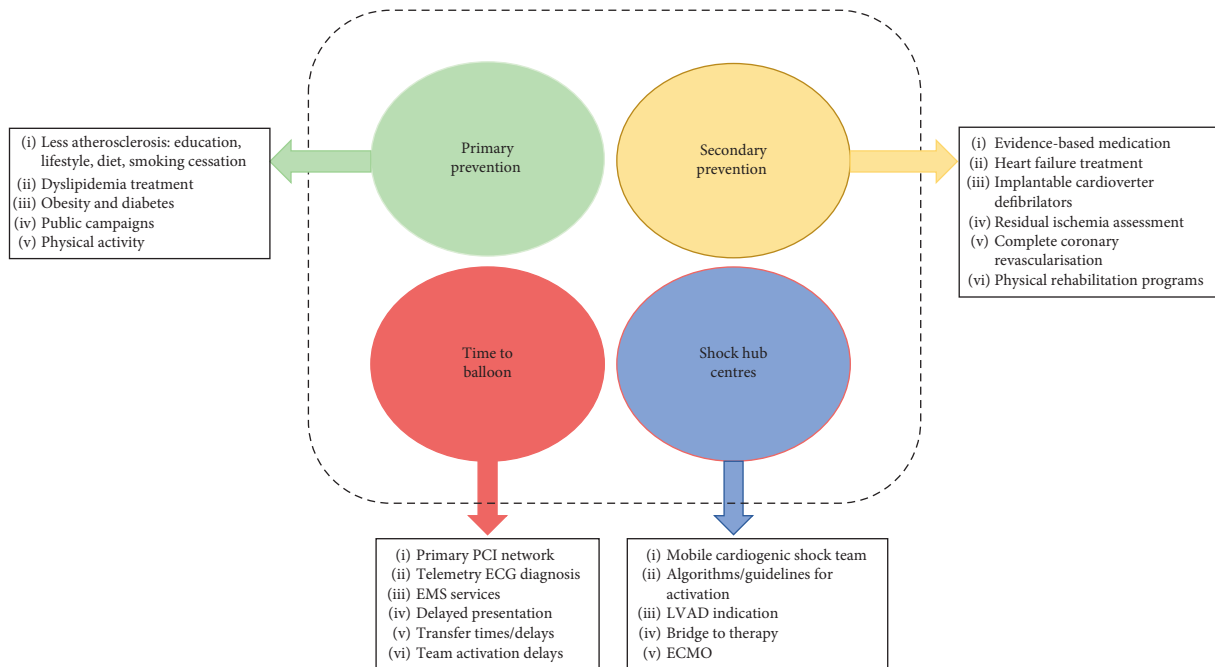 Primary
prevention
Secondary
prevention
(i) Less atherosclerosis: education,
lifestyle, diet, smoking cessation
(ii) Dyslipidemia treatment
(iii) Obesity and diabetes
(iv) Public campaigns
(v) Physical activity
(i) Evidence-based medication
(ii) Heart failure treatment
(iii) Implantable cardioverter
defibrilators
(iv) Residual ischemia assessment
(v) Complete coronary
revascularisation
(vi) Physical rehabilitation programs
Time to
balloon
Shock hub
centres
(i) Primary PCI network
(ii) Telemetry ECG diagnosis
(iii) EMS services
(iv) Delayed presentation
(v) Transfer times/delays
(vi) Team activation delays
(i) Mobile cardiogenic shock team
(ii) Algorithms/guidelines for
activation
(iii) LVAD indication
(iv) Bridge to therapy
(v) ECMO